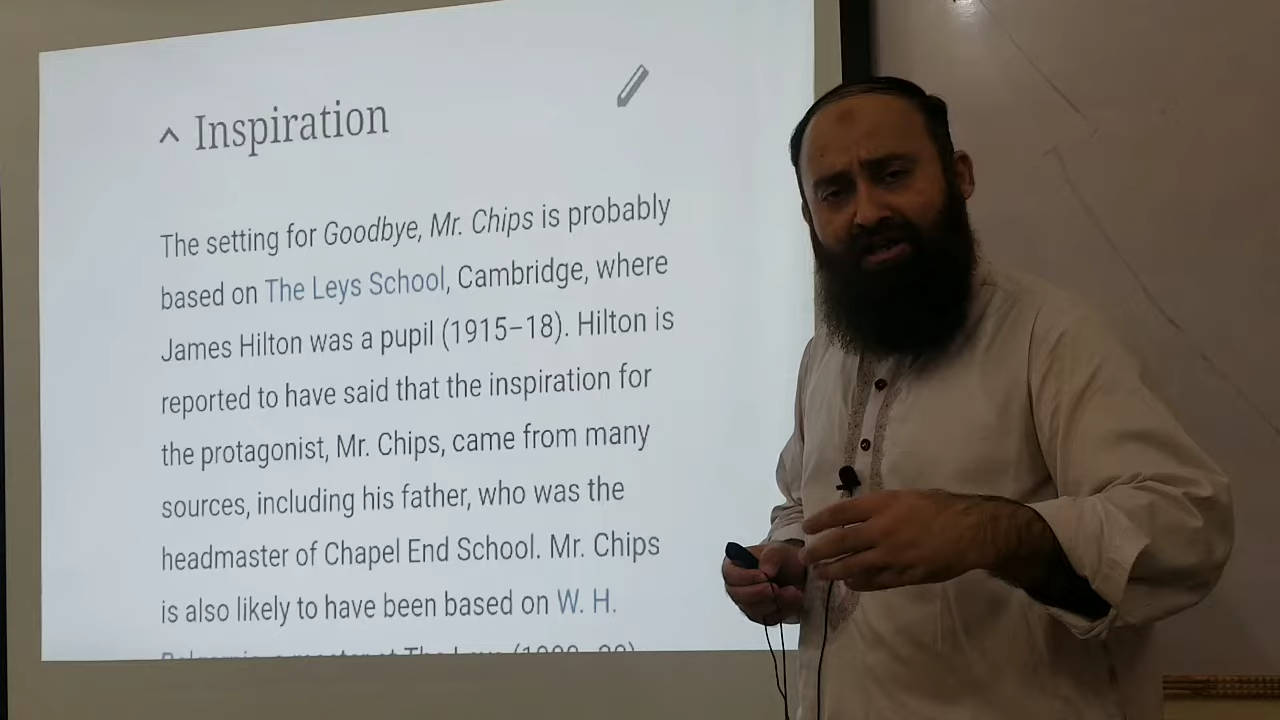 ^ Inspiration
The setting for Goodbye, Mr. Chips is probably
based on The Leys School, Cambridge, where
James Hilton was a pupil (1915–18). Hilton is
reported to have said that the inspiration for
the protagonist, Mr. Chips, came from many
sources, including his father, who was the
headmaster of Chapel End School. Mr. Chips
is also likely to have been based on W. H.